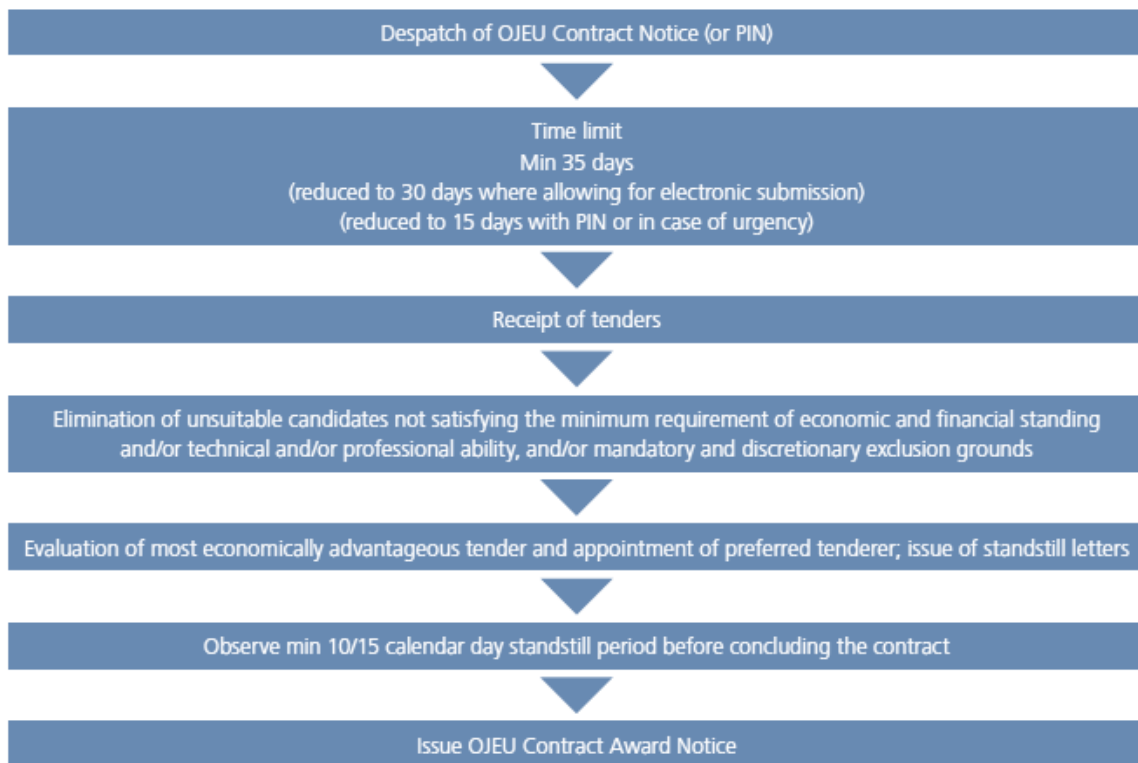 Despatch of OJEU Contract Notice (or PIN)
Time limit
Min 35 days
(reduced to 30 days where allowing for electronic submission)
(reduced to 15 days with PIN or in case of urgency)
Receipt of tenders
Elimination of unsuitable candidates not satisfying the minimum requirement of economic and financial standing
and/or technical and/or professional ability, and/or mandatory and discretionary exclusion grounds
Evaluation of most economically advantageous tender and appointment of preferred tenderer; issue of standstill letters
Observe min 10/15 calendar day standstill period before concluding the contract
Issue OJEU Contract Award Notice